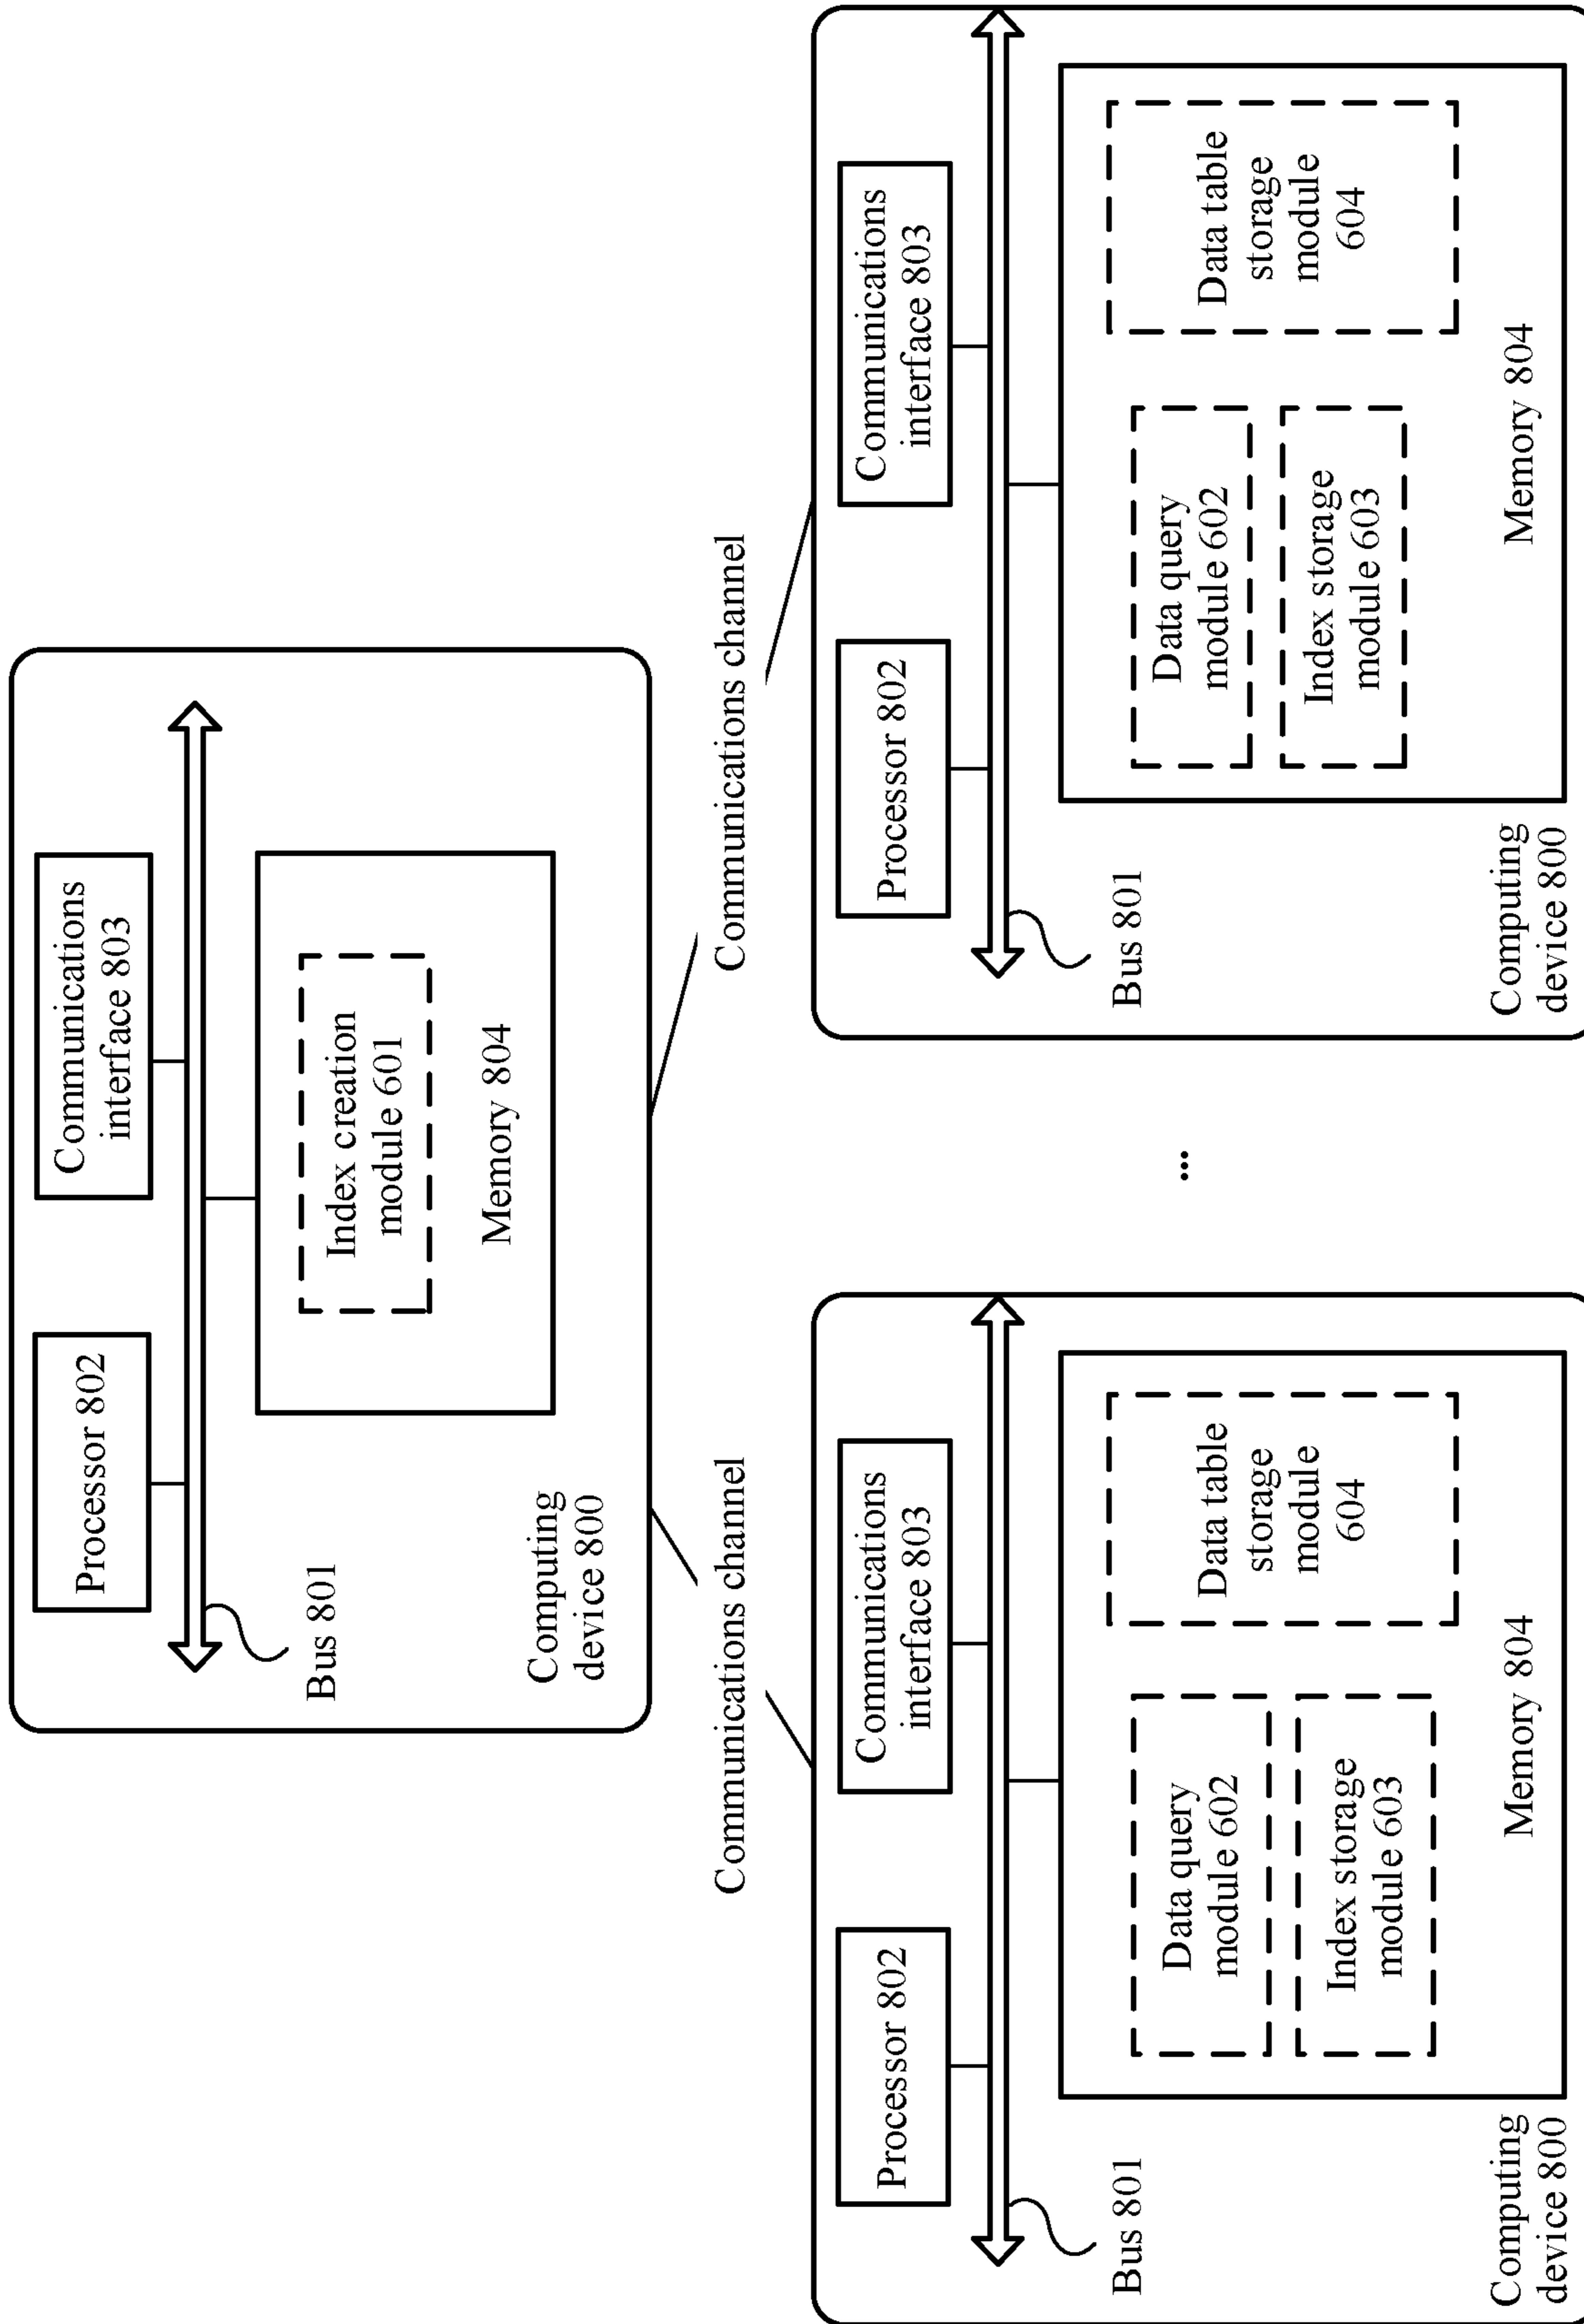 Processor 802
Communications
interface 803
Bus 801
Index creation
module 601
Memory 804
Computing
device 800
Communications channel
Communications channel
Processor 802
Communications
interface 803
Bus 801
Data query
module 602
Index storage
module 603
Data table
storage
module
604
Memory 804
Computing
device 800
...
Processor 802
Communications
interface 803
Bus 801
Data query
module 602
Index storage
module 603
Data table
storage
module
604
Memory 804
Computing
device 800